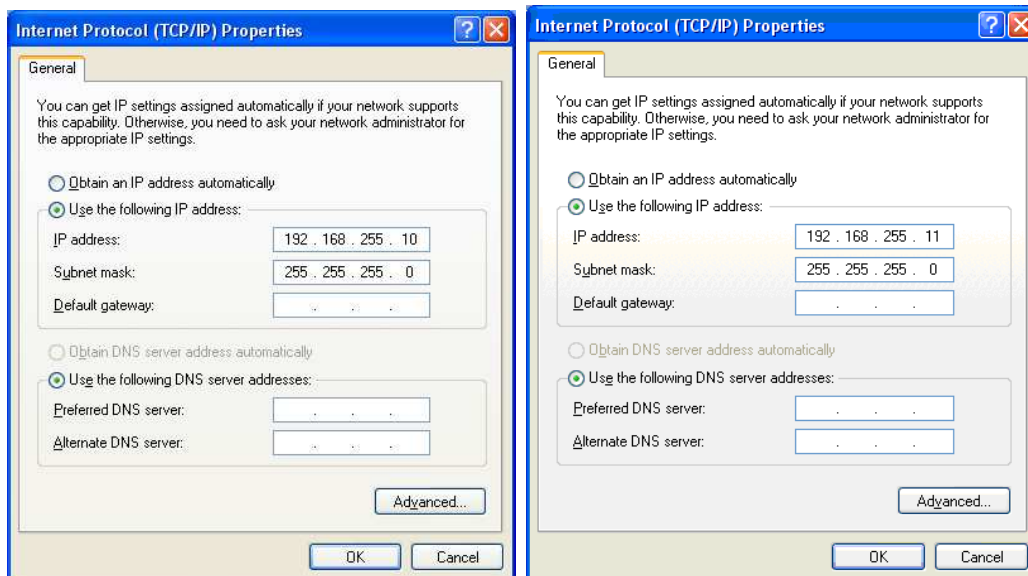 Internet Protocol (TCP/IP) Properties
General
You can get IP settings assigned automatically if your network supports
this capability. Otherwise, you need to ask your network administrator for
the appropriate IP settings.
Obtain an IP address automatically
Use the following IP address:
IP address: 192 . 168 . 255 . 10
Subnet mask: 255 . 255 . 255 . 0
Default gateway: . . .
Obtain DNS server address automatically
Use the following DNS server addresses:
Preferred DNS server: . . .
Alternate DNS server: . . .
Advanced...
OK Cancel
Internet Protocol (TCP/IP) Properties
General
You can get IP settings assigned automatically if your network supports
this capability. Otherwise, you need to ask your network administrator for
the appropriate IP settings.
Obtain an IP address automatically
Use the following IP address:
IP address: 192 . 168 . 255 . 11
Subnet mask: 255 . 255 . 255 . 0
Default gateway: . . .
Obtain DNS server address automatically
Use the following DNS server addresses:
Preferred DNS server: . . .
Alternate DNS server: . . .
Advanced...
OK Cancel